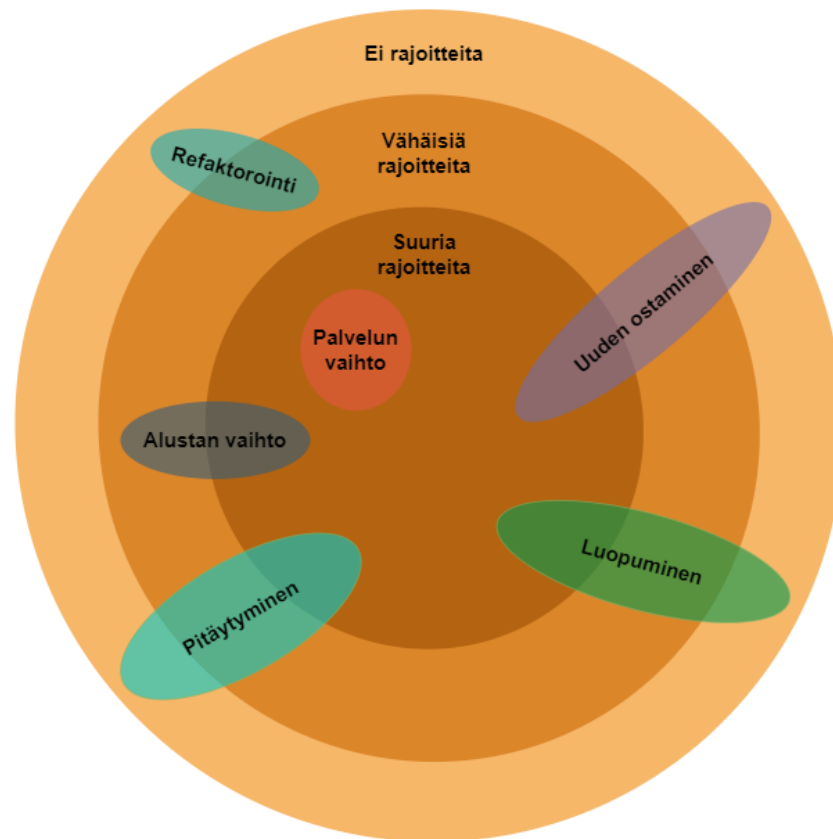 Ei rajoitteita
Vähäisiä
rajoitteita
Refaktorointi
Suuria
rajoitteita
Uuden ostaminen
Palvelun
vaihto
Alustan vaihto
Luopuminen
Pitäytyminen